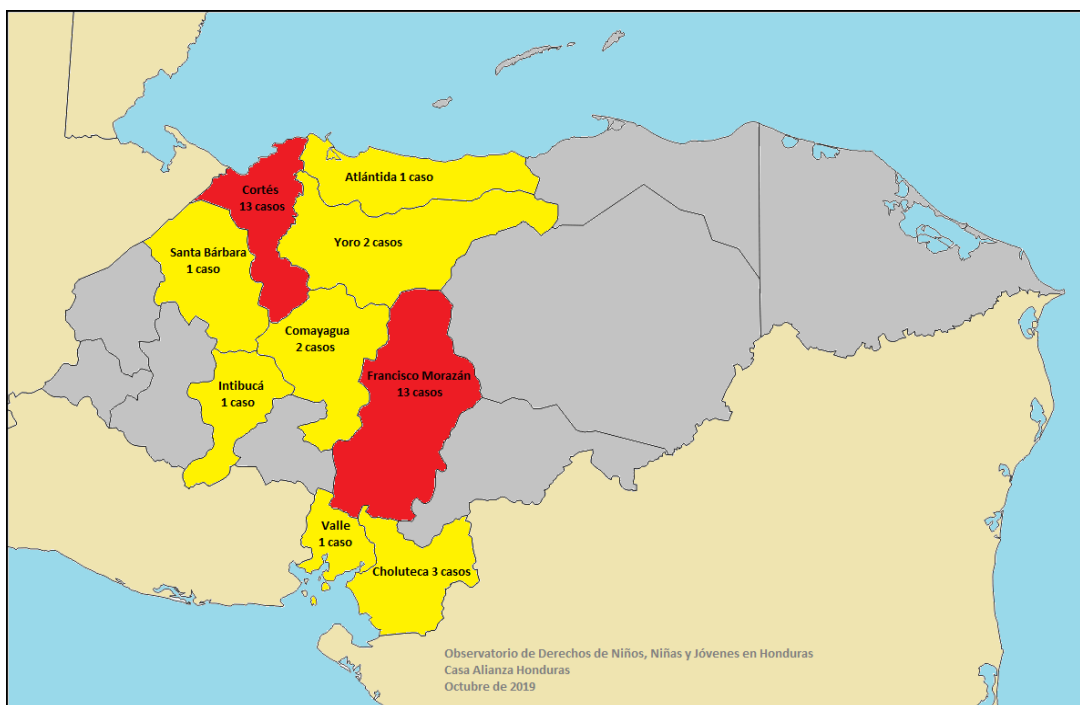 Atlántida 1 caso
Cortés
13 casos
Yoro 2 casos
Santa Bárbara
1 caso
Comayagua
2 casos
Francisco Morazán
13 casos
Intibucá
1 caso
Valle
1 caso
Choluteca 3 casos
Observatorio de Derechos de Niños, Niñas y Jóvenes en Honduras
Casa Alianza Honduras
Octubre de 2019